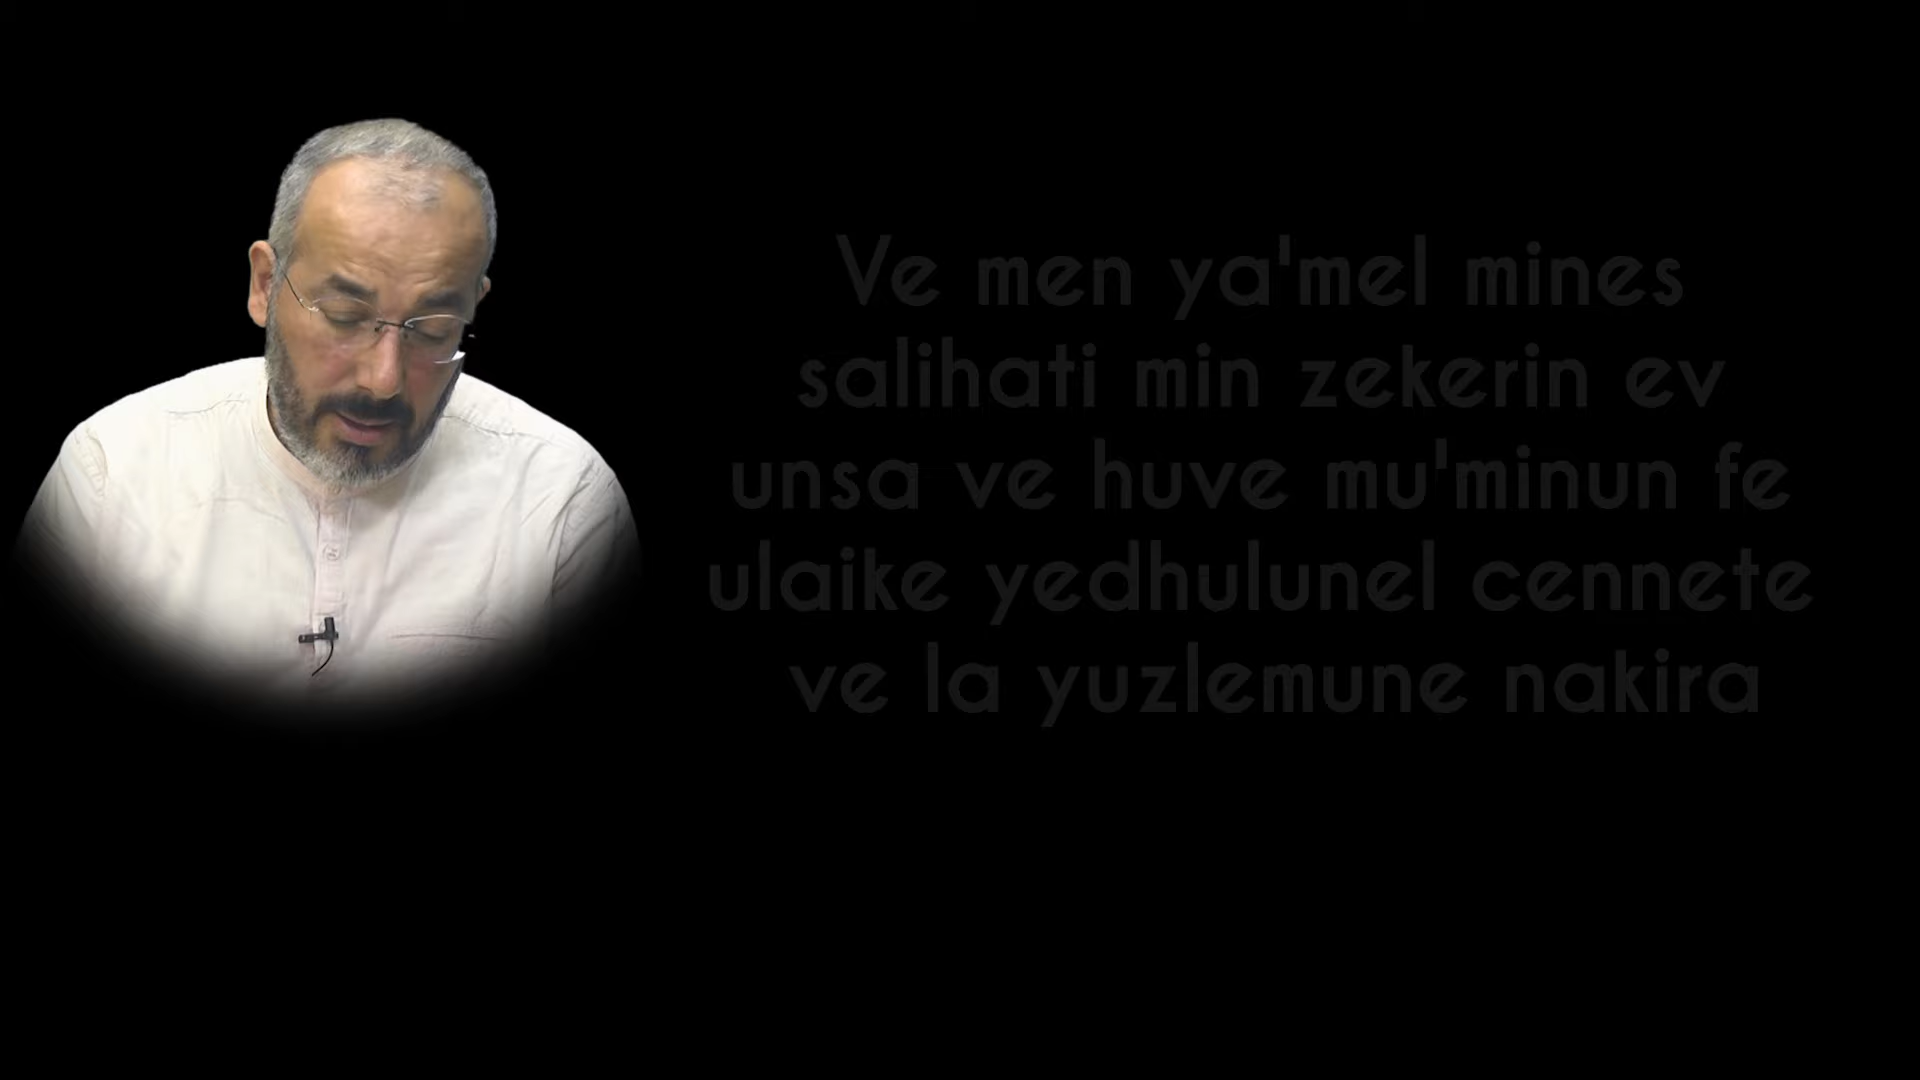 Ve men ya'mel mines
salihati min zekerin ev
unsa ve huve mu'minun fe
ulaike yedhulunel cennete
ve la yuzlemune nakira